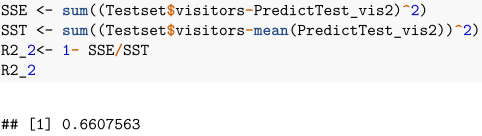 SSE <- sum((Testset$visitors-PredictTest_vis2)^2)
SST <- sum((Testset$visitors-mean(PredictTest_vis2))^2)
R2_2<- 1- SSE/SST
R2_2
## [1] 0.6607563